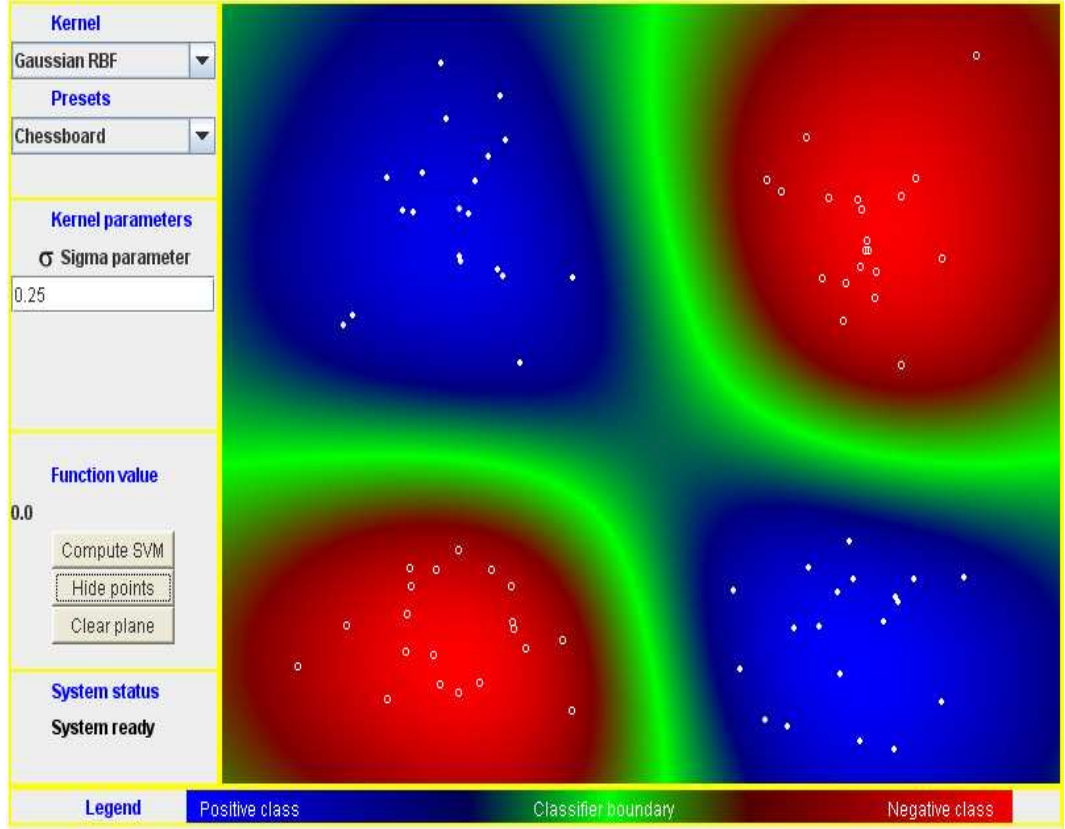 Kernel
Gaussian RBF
Presets
Chessboard
Kernel parameters
σ Sigma parameter
0.25
Function value
0.0
Compute SVM
Hide points
Clear plane
System status
System ready
Legend
Positive class
Classifier boundary
Negative class